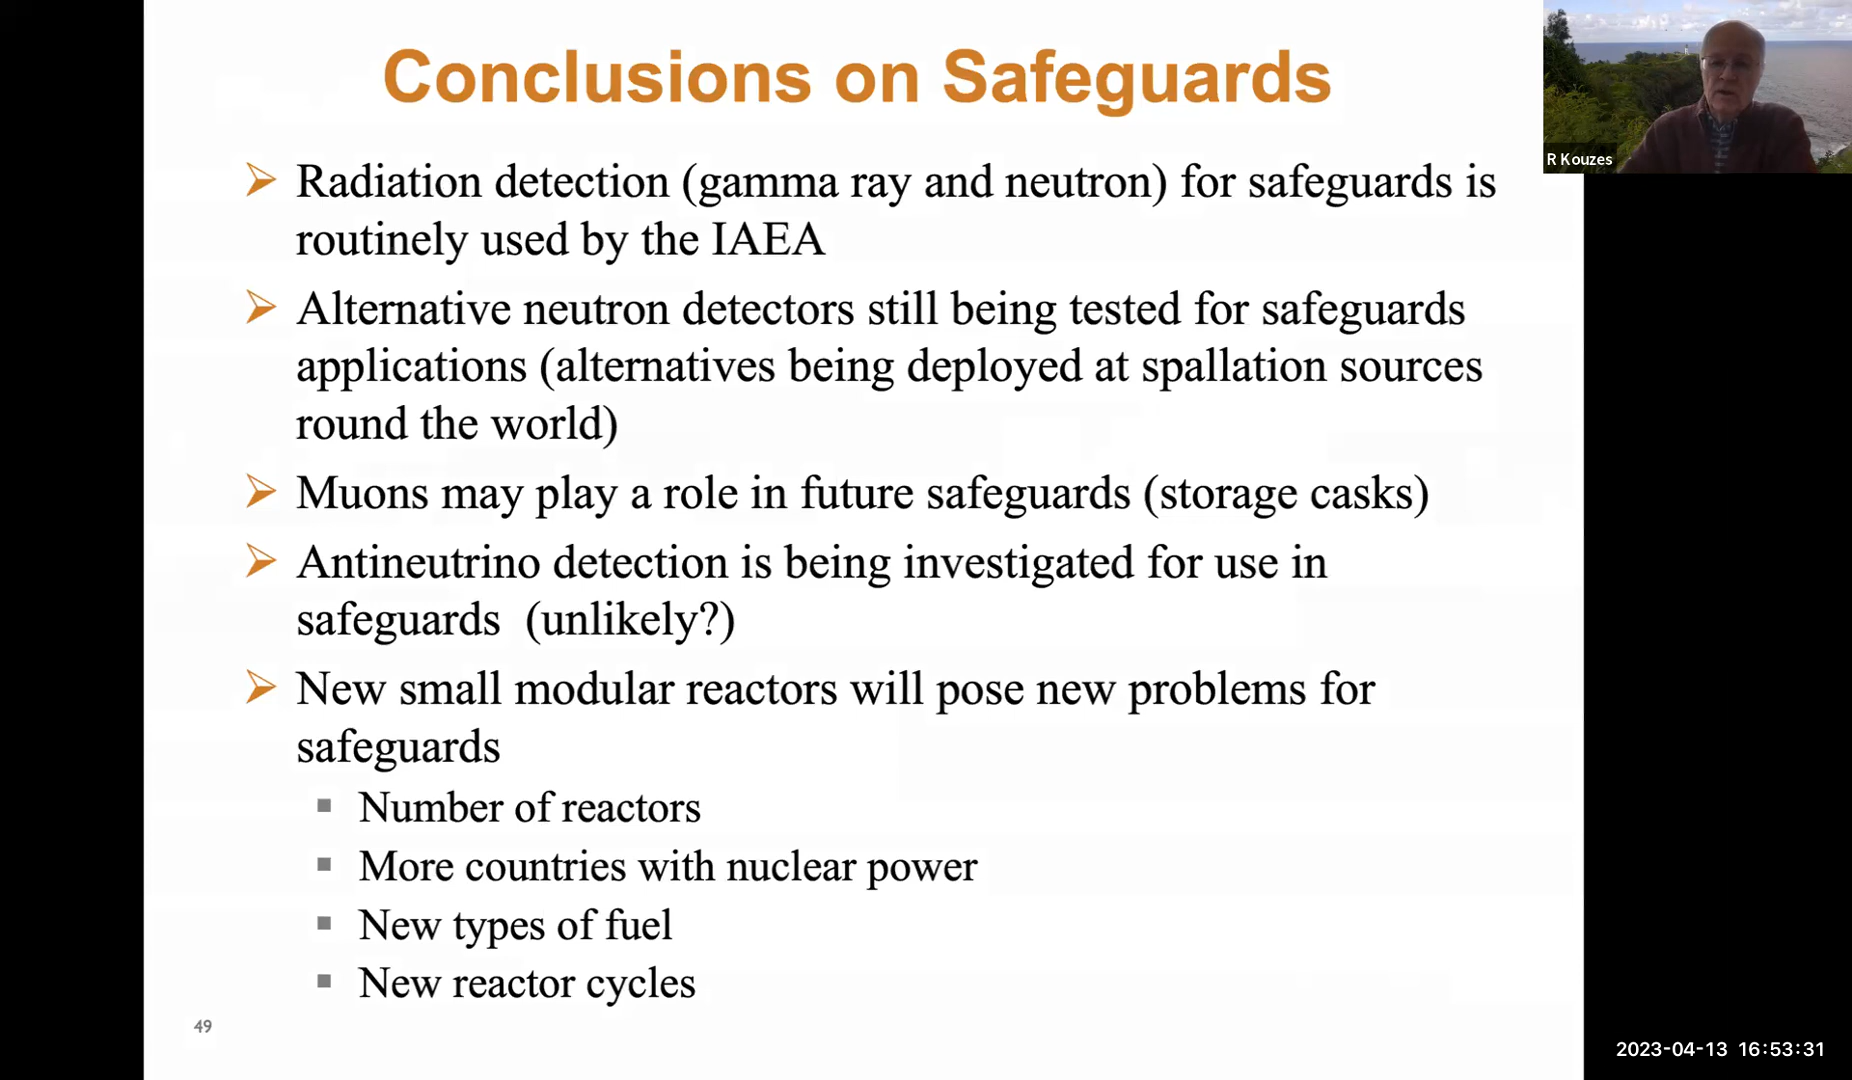 Conclusions on Safeguards
R Kouzes
➢ Radiation detection (gamma ray and neutron) for safeguards is
routinely used by the IAEA
➢ Alternative neutron detectors still being tested for safeguards
applications (alternatives being deployed at spallation sources
round the world)
➢ Muons may play a role in future safeguards (storage casks)
➢ Antineutrino detection is being investigated for use in
safeguards  (unlikely?)
➢ New small modular reactors will pose new problems for
safeguards
▪ Number of reactors
▪ More countries with nuclear power
▪ New types of fuel
▪ New reactor cycles
49
2023-04-13 16:53:31